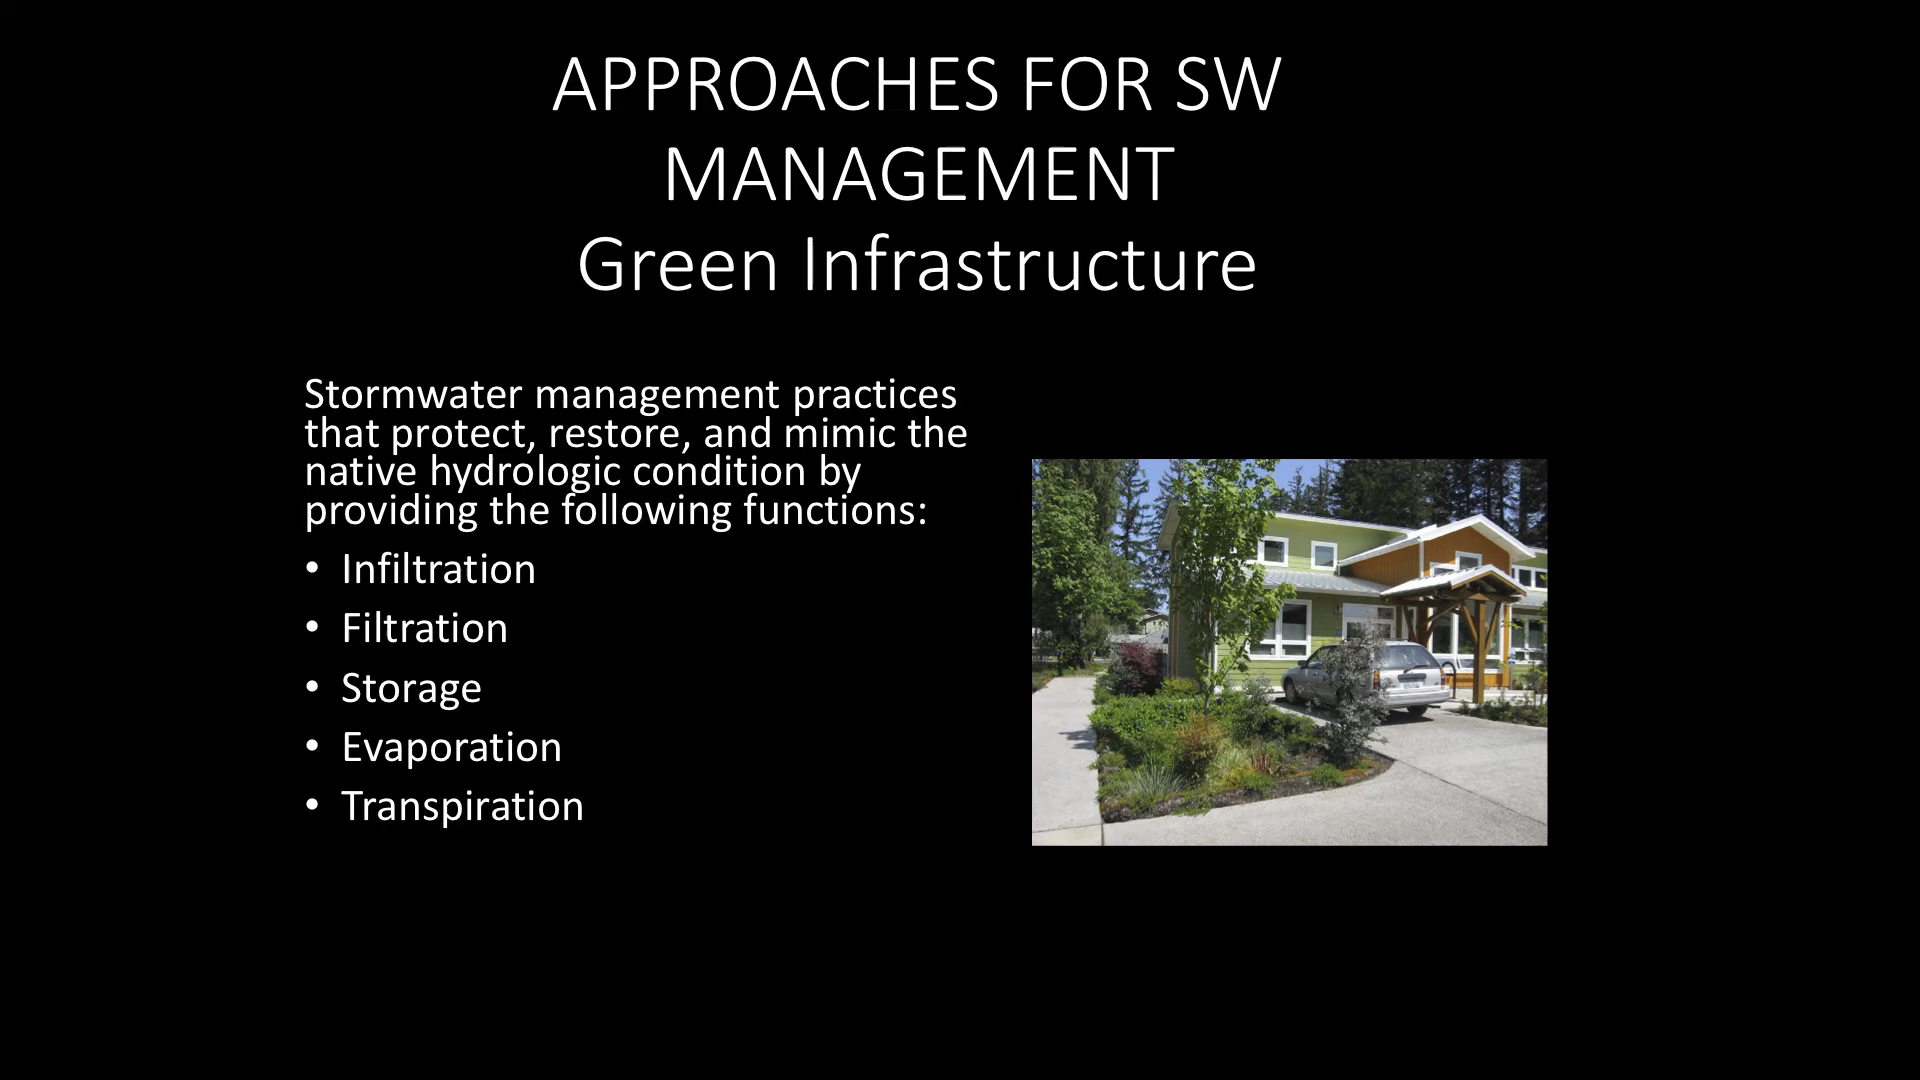 APPROACHES FOR SW
MANAGEMENT
Green Infrastructure
Stormwater management practices
that protect, restore, and mimic the
native hydrologic condition by
providing the following functions:
• Infiltration
• Filtration
• Storage
• Evaporation
• Transpiration